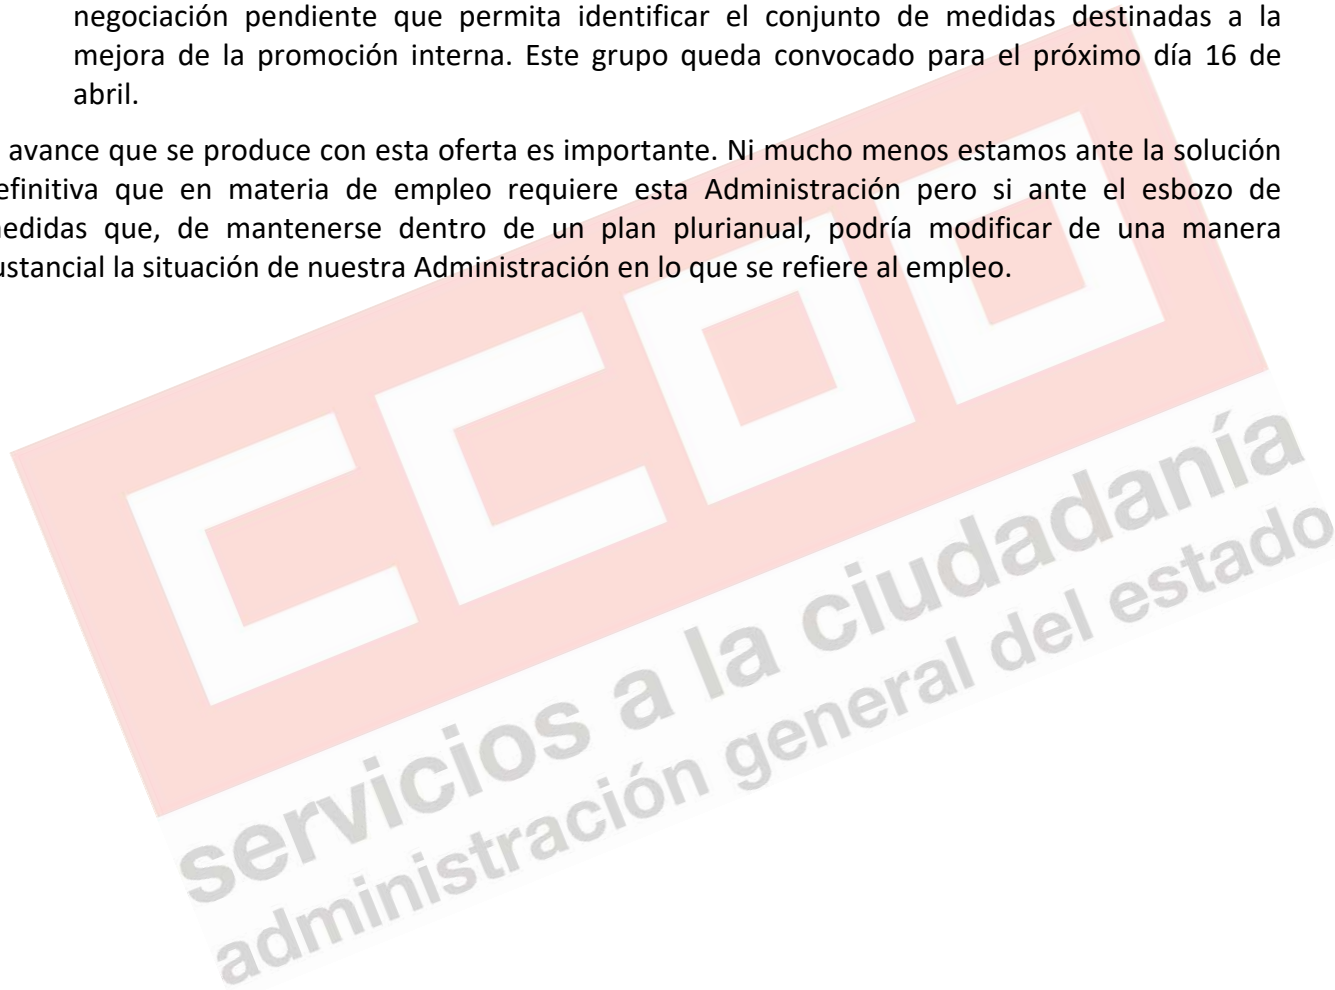 negociación pendiente que permita identificar el conjunto de medidas destinadas a la
mejora de la promoción interna. Este grupo queda convocado para el próximo día 16 de
abril.
avance que se produce con esta oferta es importante. Ni mucho menos estamos ante la solución
efinitiva que en materia de empleo requiere esta Administración pero si ante el esbozo de
edidas que, de mantenerse dentro de un plan plurianual, podría modificar de una manera
ustancial la situación de nuestra Administración en lo que se refiere al empleo.
CCOO
servicios a la ciudadanía
administración general del estado